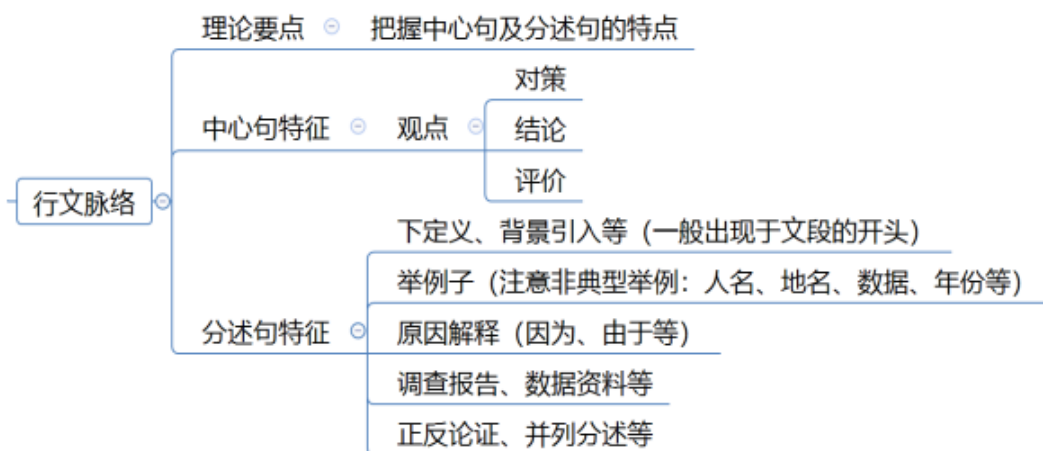 理论要点 把握中心句及分述句的特点
对策
中心句特征 观点 结论
评价
行文脉络
下定义、背景引入等（一般出现于文段的开头）
举例子（注意非典型举例：人名、地名、数据、年份等）
分述句特征 原因解释（因为、由于等）
调查报告、数据资料等
正反论证、并列分述等